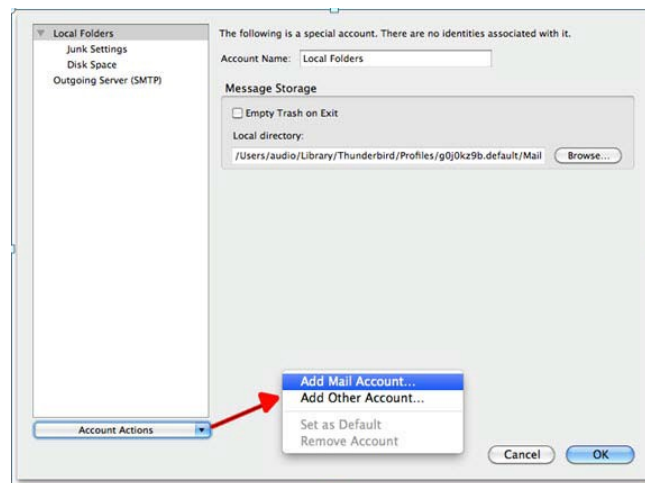 Local Folders
Junk Settings
Disk Space
Outgoing Server (SMTP)
The following is a special account. There are no identities associated with it.
Account Name: Local Folders
Message Storage
Empty Trash on Exit
Local directory:
/Users/audio/Library/Thunderbird/Profiles/g0j0kz9b.default/Mail Browse...
Add Mail Account...
Add Other Account...
Set as Default
Remove Account
Account Actions
Cancel OK